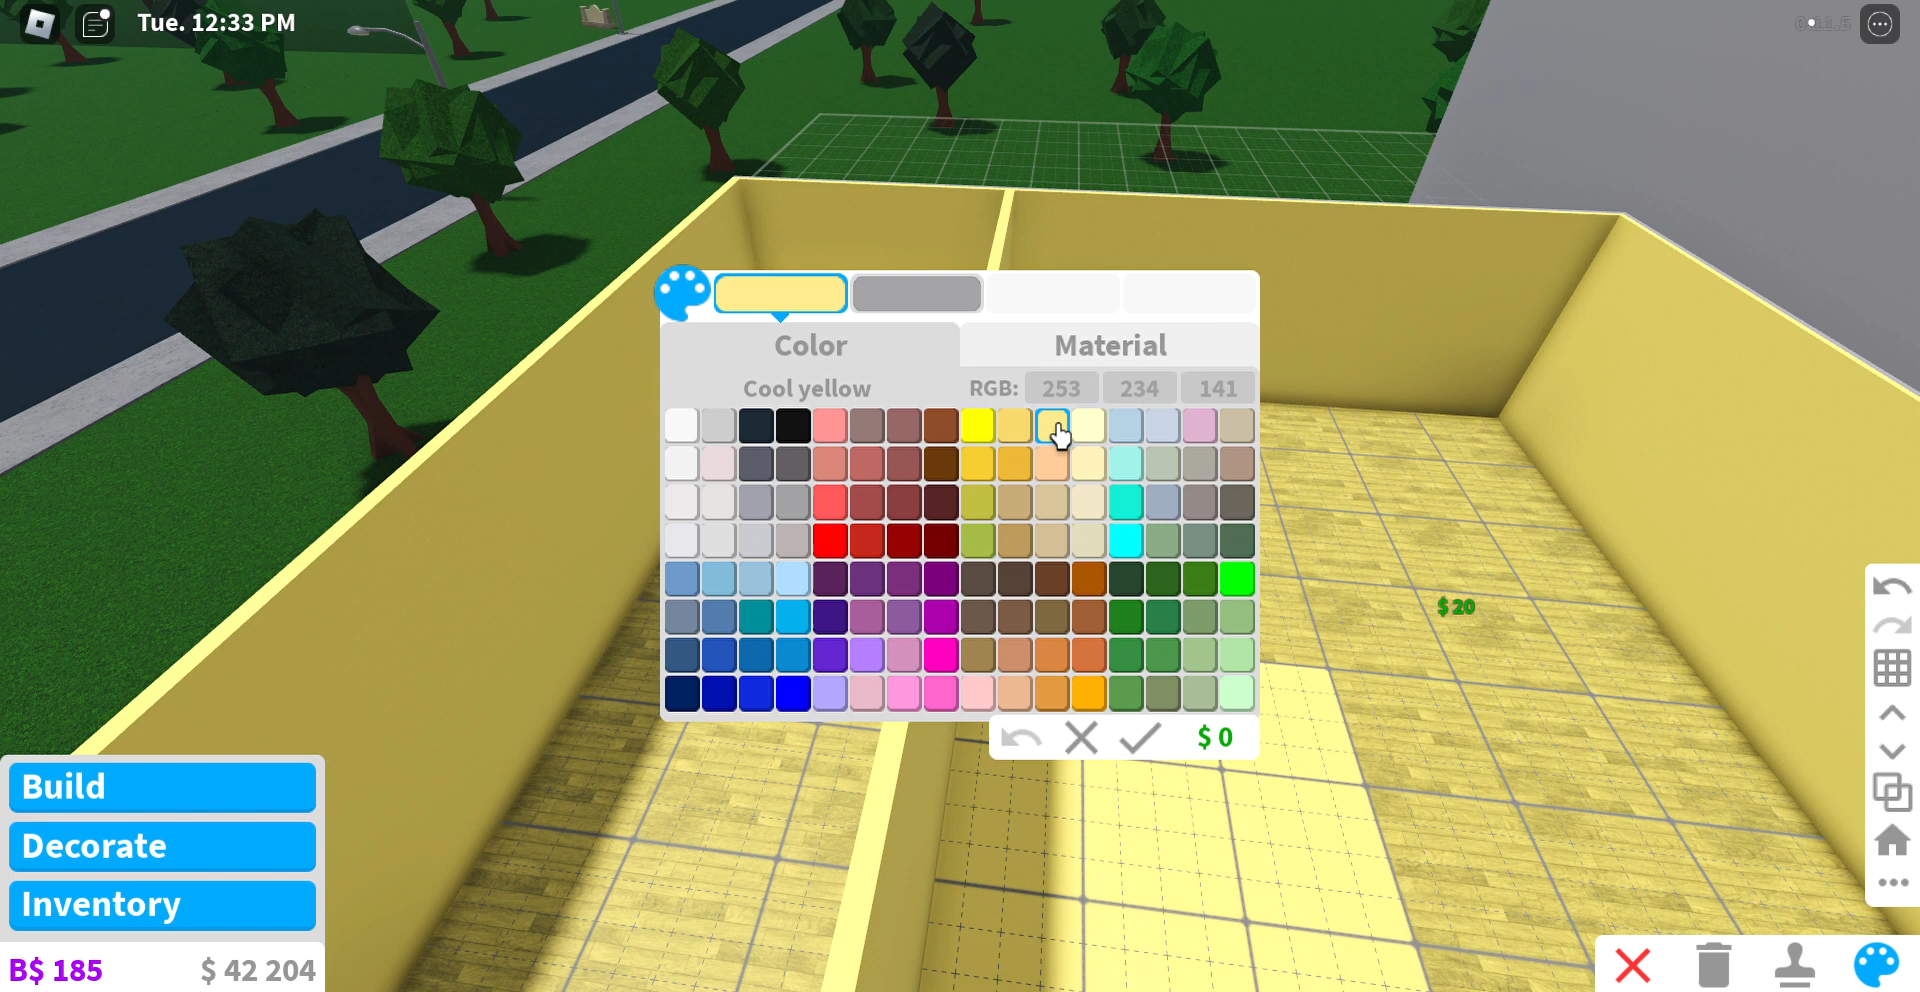 Tue. 12:33 PM
Color
Material
Cool yellow
RGB: 253 234 141
$ 20
$ 0
Build
Decorate
Inventory
B$ 185
$ 42 204